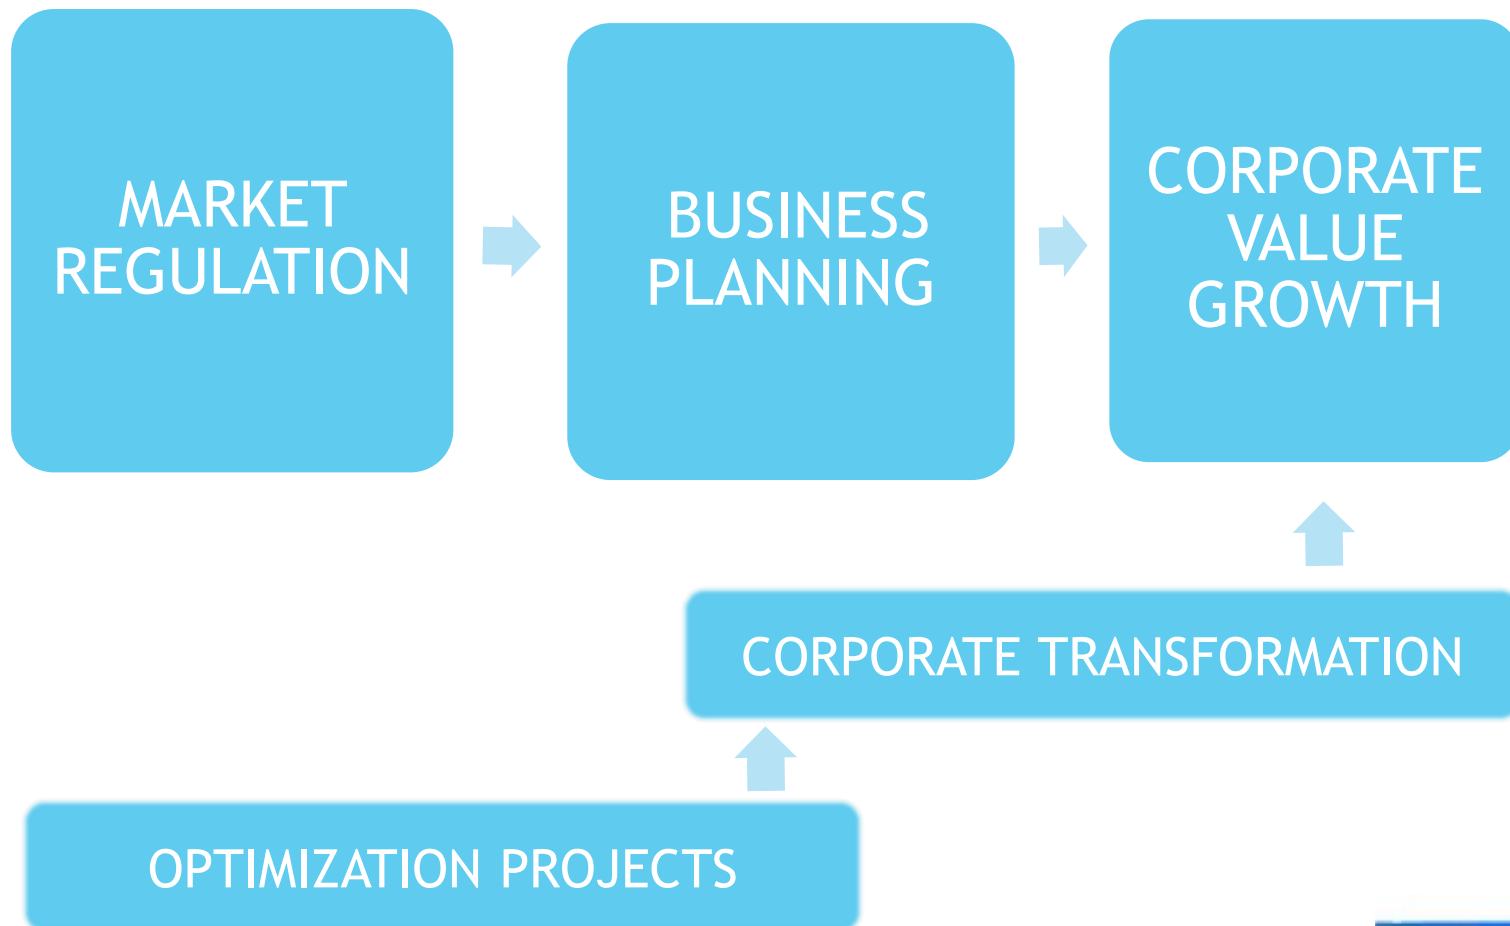 MARKET
REGULATION
BUSINESS
PLANNING
CORPORATE
VALUE
GROWTH
CORPORATE TRANSFORMATION
OPTIMIZATION PROJECTS